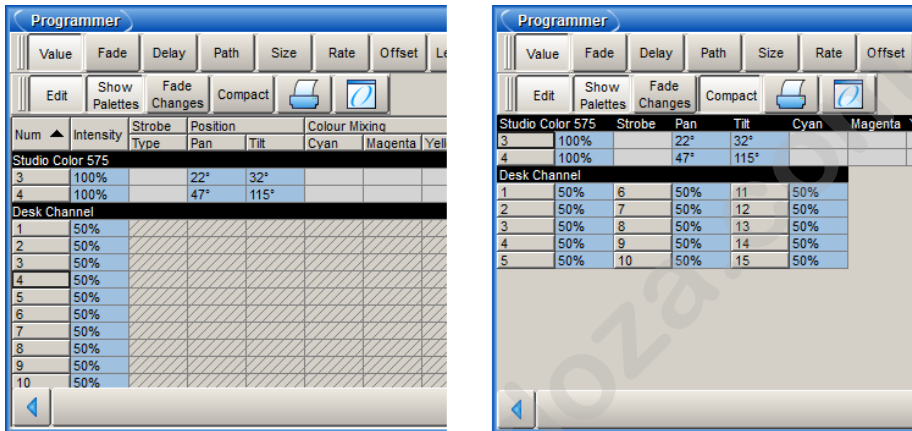 Programmer
Value Fade Delay Path Size Rate Offset
Edit Show Palettes Fade Changes Compact
Num Intensity Strobe Position Colour Mixing
Type Pan Tilt Cyan Magenta
Studio Color 575
3 100% 22° 32°
4 100% 47° 115°
Desk Channel
1 50%
2 50%
3 50%
4 50%
5 50%
6 50%
7 50%
8 50%
9 50%
10 50%
Programmer
Value Fade Delay Path Size Rate Offset
Edit Show Palettes Fade Changes Compact
Studio Color 575 Strobe Pan Tilt Cyan Magenta
3 100% 22° 32°
4 100% 47° 115°
Desk Channel
1 50% 6 50% 11 50%
2 50% 7 50% 12 50%
3 50% 8 50% 13 50%
4 50% 9 50% 14 50%
5 50% 10 50% 15 50%